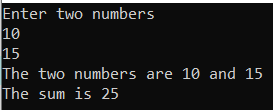 Enter two numbers
10
15
The two numbers are 10 and 15
The sum is 25